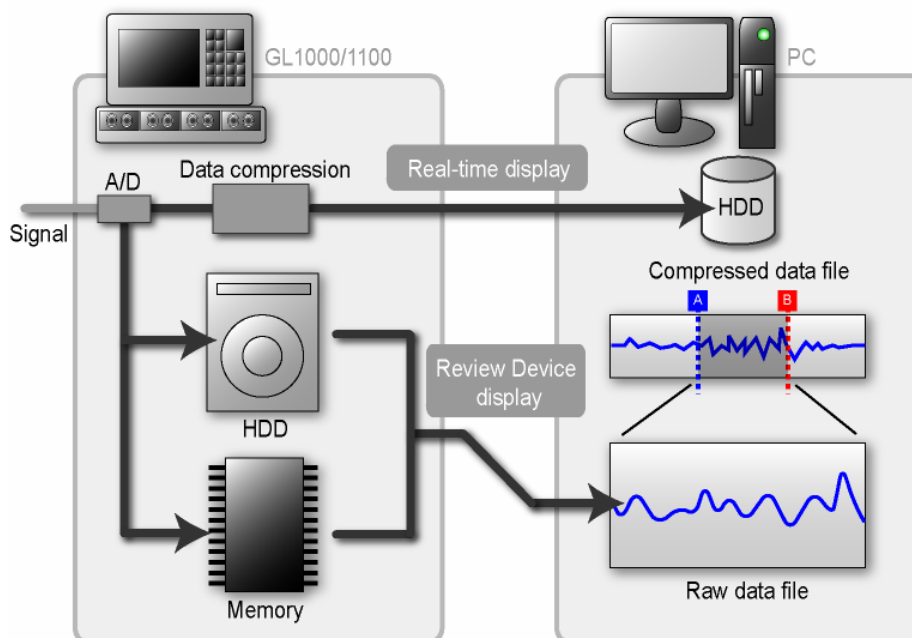 GL1000/1100
PC
Data compression
Real-time display
A/D
HDD
Signal
Compressed data file
A
B
Review Device
display
HDD
Raw data file
Memory